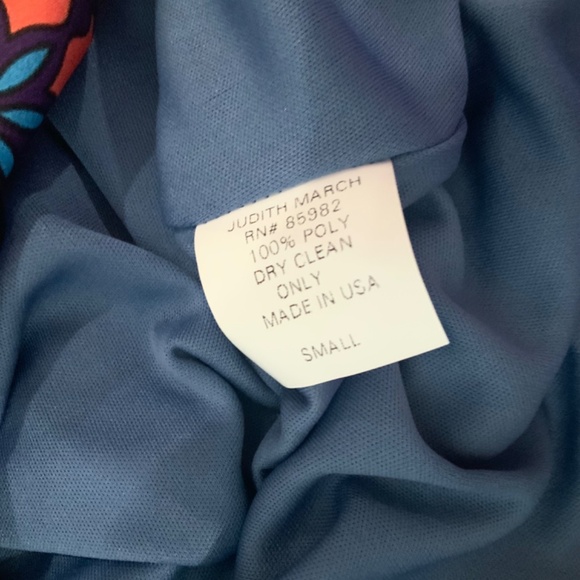 JUDITH MARCH
RN# 85982
100% POLY
DRY CLEAN
ONLY
MADE IN USA
SMALL